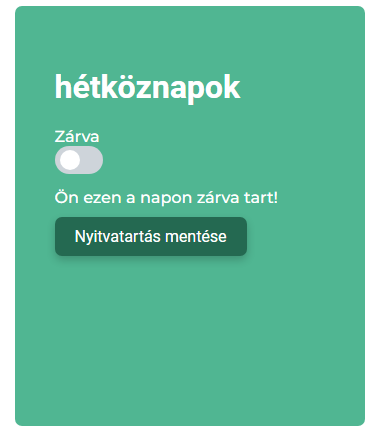 hétköznapok
Zárva
Ön ezen a napon zárva tart!
Nyitvatartás mentése